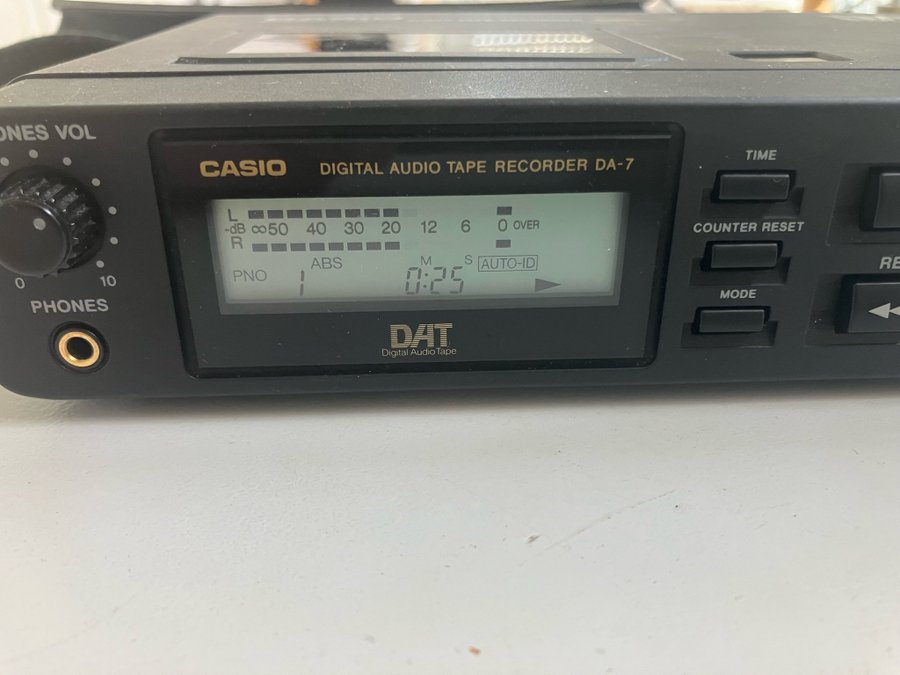 PHONES VOL
0 10
PHONES
CASIO DIGITAL AUDIO TAPE RECORDER DA-7
L
-dB ∞ 50 40 30 20 12 6 0 OVER
R
PNO 1 ABS M S AUTO-ID
0:25
DAT
Digital Audio Tape
TIME
COUNTER RESET
MODE